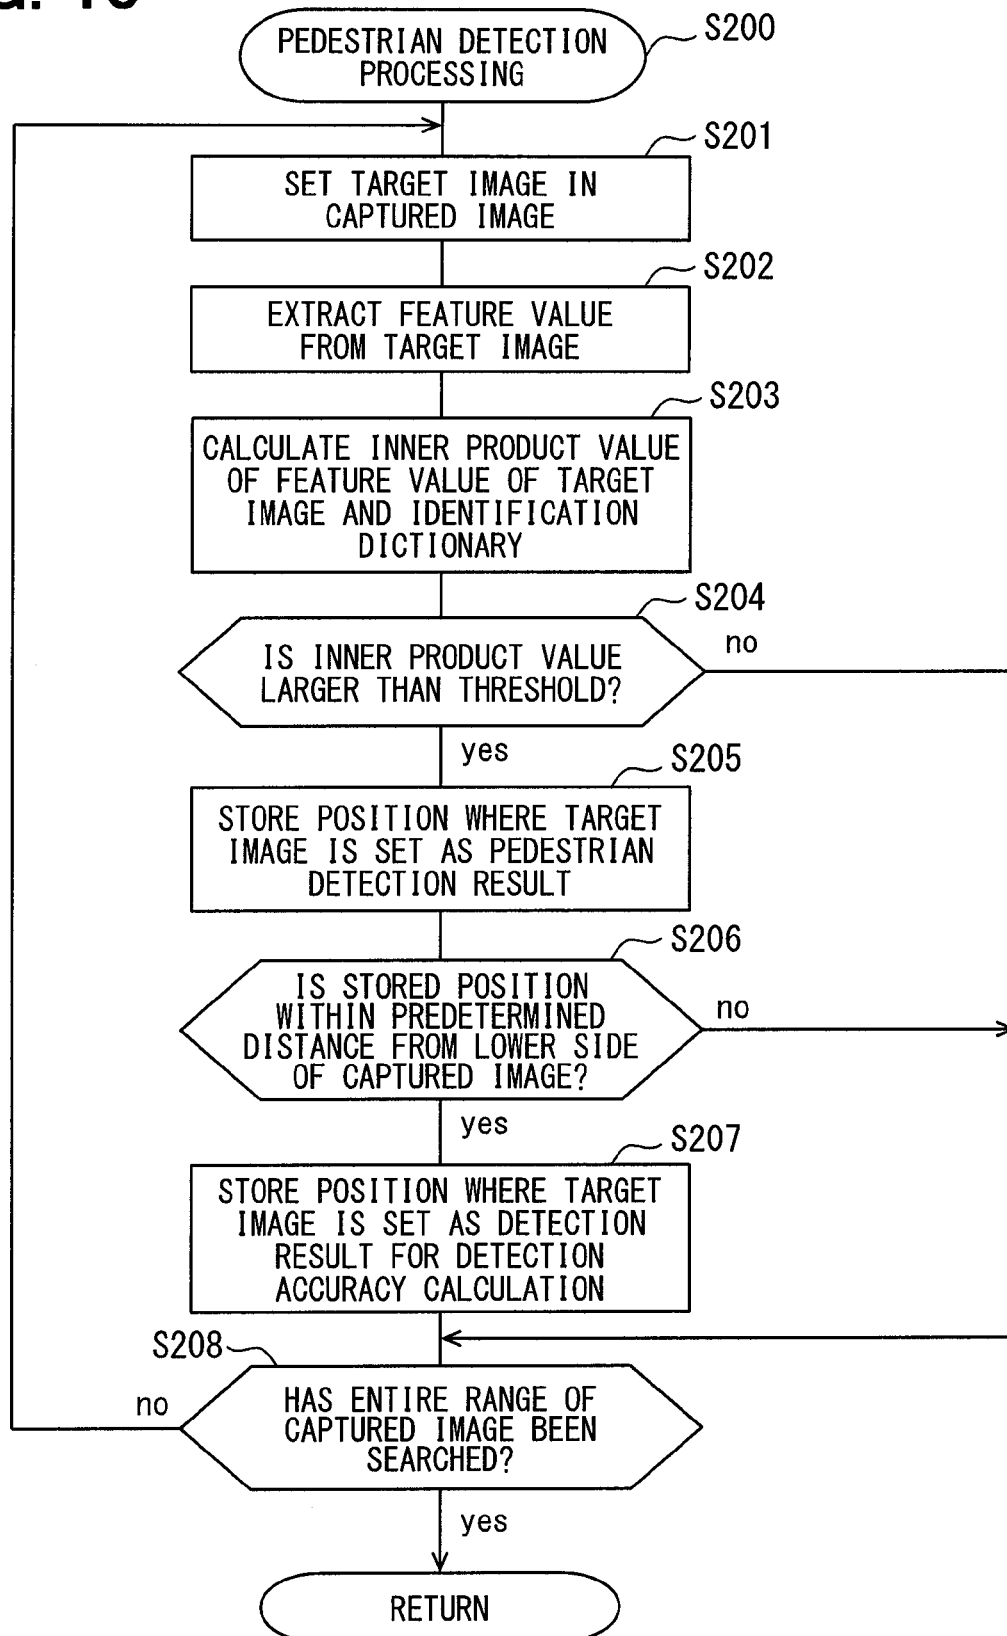 PEDESTRIAN DETECTION
PROCESSING
S200
S201
SET TARGET IMAGE IN
CAPTURED IMAGE
S202
EXTRACT FEATURE VALUE
FROM TARGET IMAGE
S203
CALCULATE INNER PRODUCT VALUE
OF FEATURE VALUE OF TARGET
IMAGE AND IDENTIFICATION
DICTIONARY
S204
IS INNER PRODUCT VALUE
LARGER THAN THRESHOLD?
no
yes
S205
STORE POSITION WHERE TARGET
IMAGE IS SET AS PEDESTRIAN
DETECTION RESULT
S206
IS STORED POSITION
WITHIN PREDETERMINED
DISTANCE FROM LOWER SIDE
OF CAPTURED IMAGE?
no
yes
S207
STORE POSITION WHERE TARGET
IMAGE IS SET AS DETECTION
RESULT FOR DETECTION
ACCURACY CALCULATION
S208
HAS ENTIRE RANGE OF
CAPTURED IMAGE BEEN
SEARCHED?
no
yes
RETURN